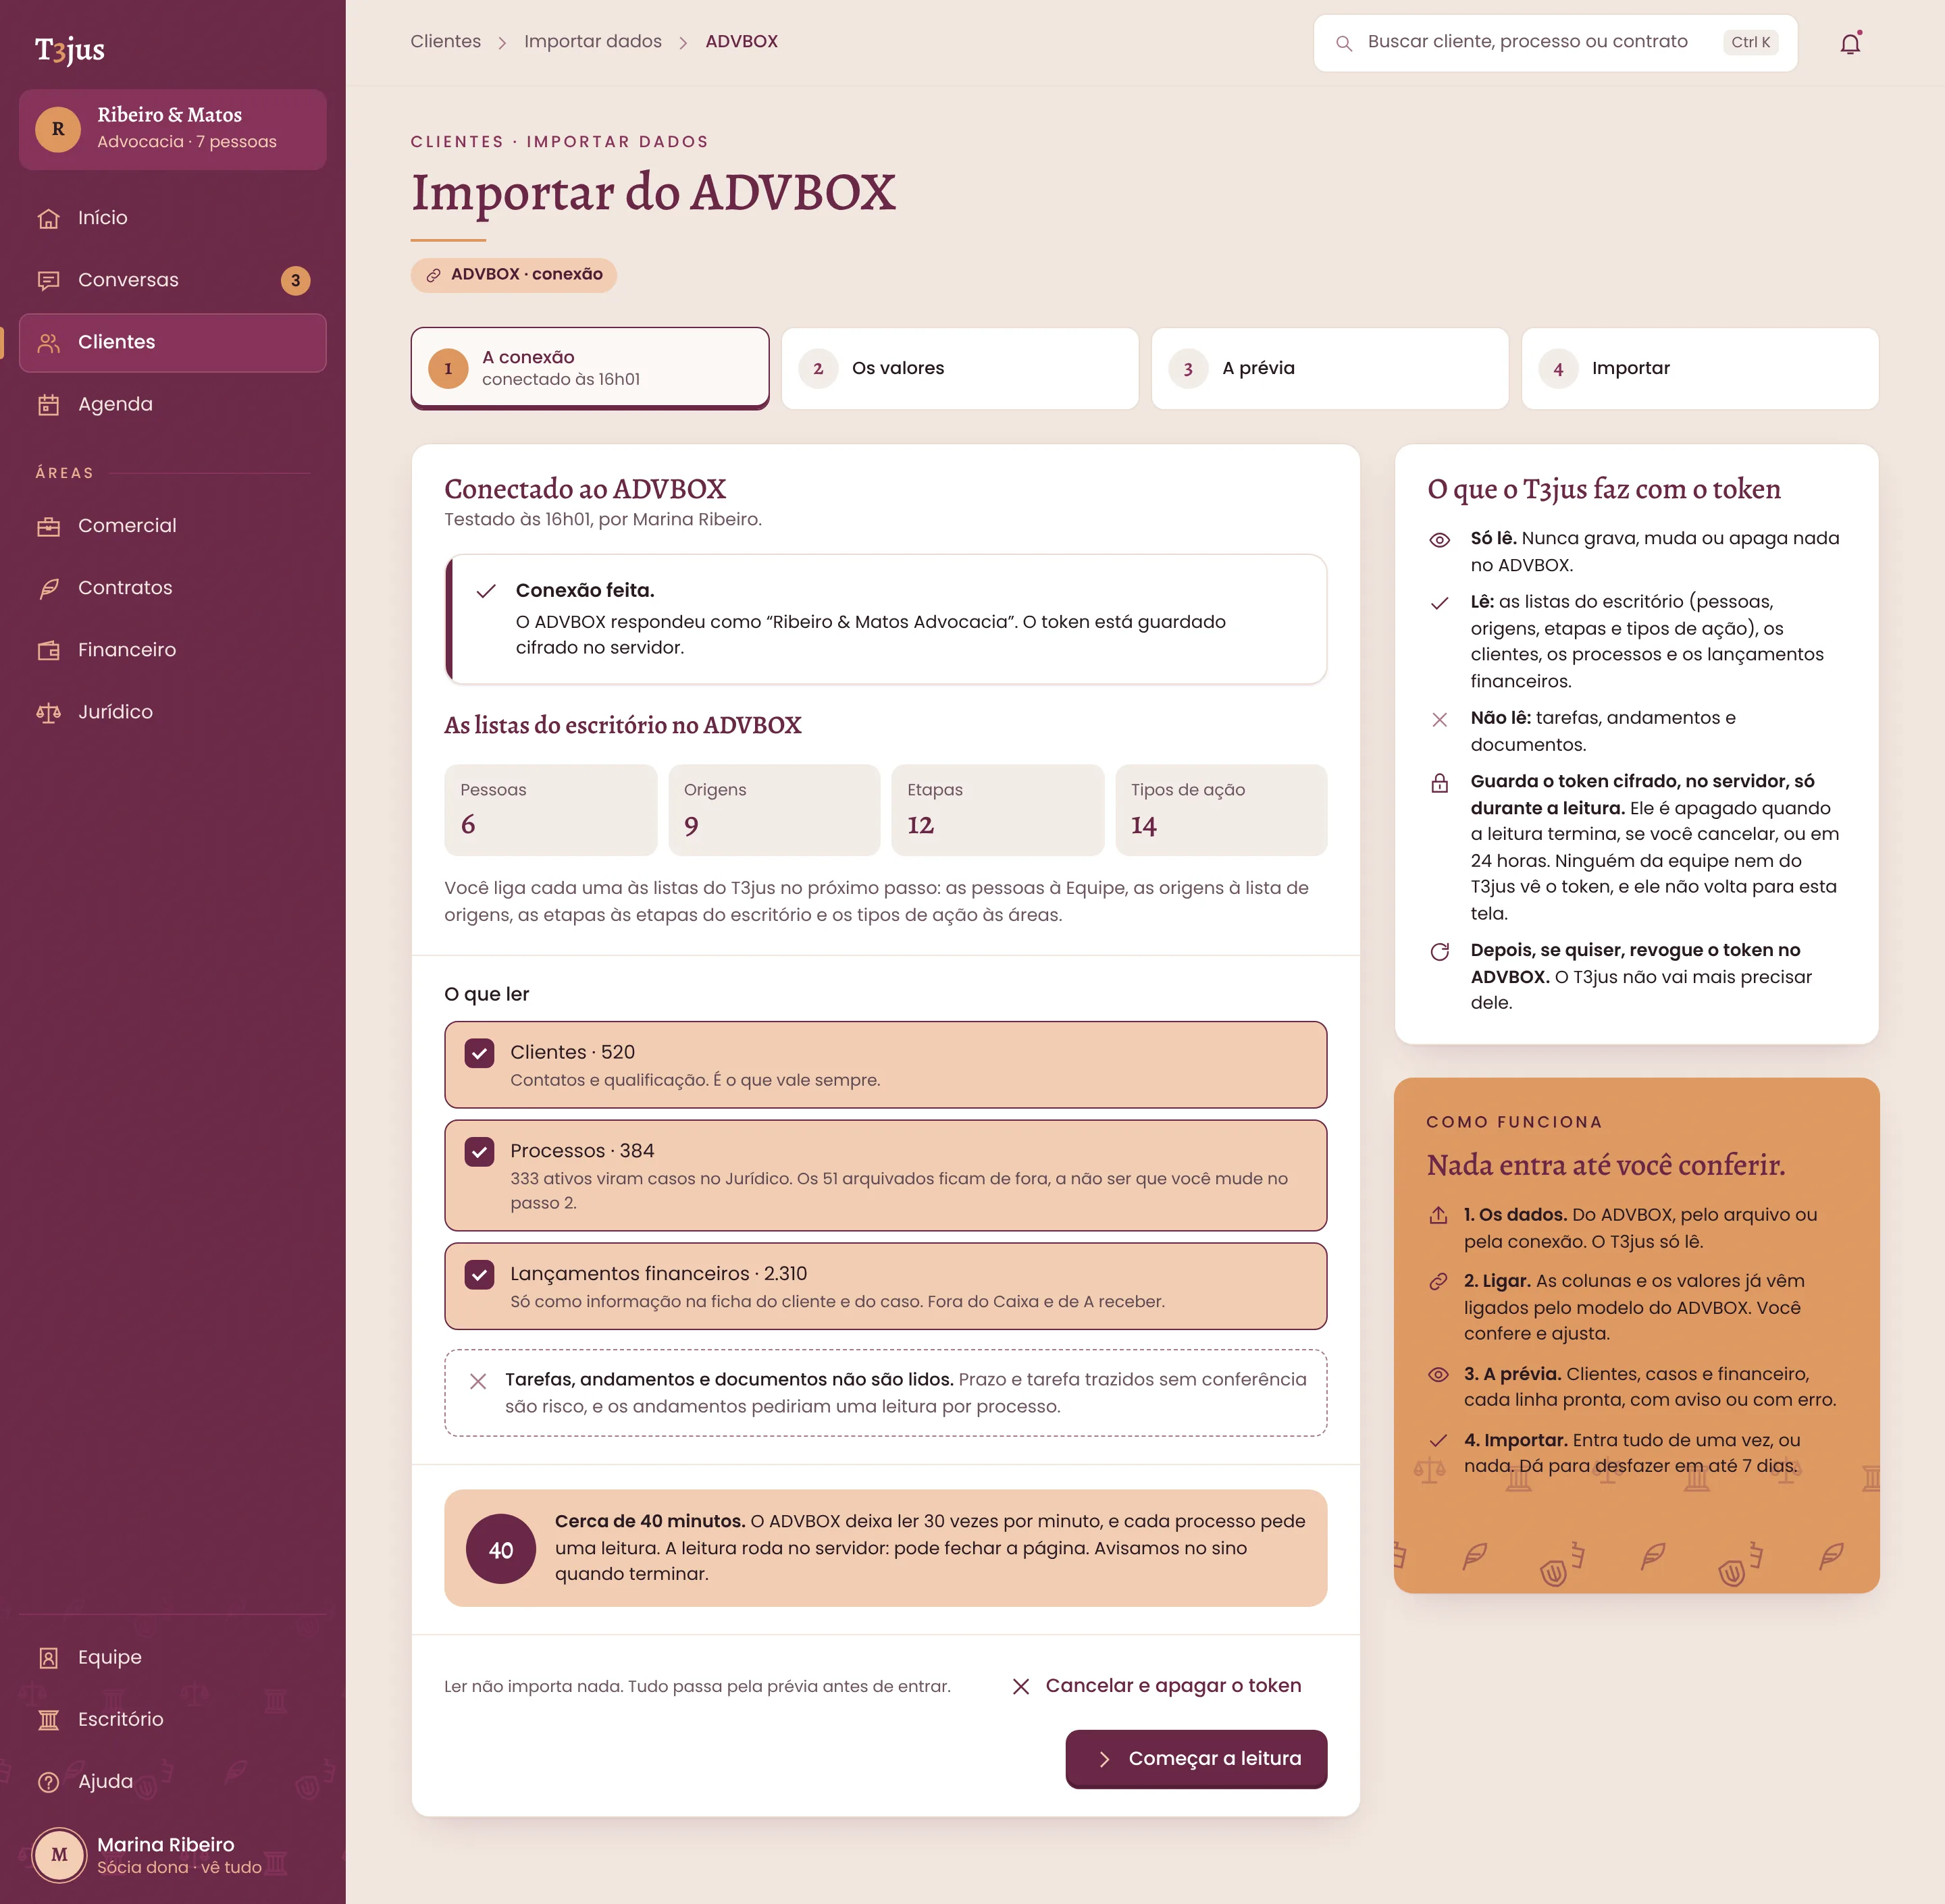 T3jus
R
Ribeiro & Matos
Advocacia · 7 pessoas
Início
Conversas
3
Clientes
Agenda
ÁREAS
Comercial
Contratos
Financeiro
Jurídico
Equipe
Escritório
Ajuda
M
Marina Ribeiro
Sócia dona · vê tudo
Clientes
Importar dados
ADVBOX
Buscar cliente, processo ou contrato
Ctrl K
CLIENTES · IMPORTAR DADOS
Importar do ADVBOX
ADVBOX · conexão
1
A conexão
conectado às 16h01
2
Os valores
3
A prévia
4
Importar
Conectado ao ADVBOX
Testado às 16h01, por Marina Ribeiro.
Conexão feita.
O ADVBOX respondeu como “Ribeiro & Matos Advocacia”. O token está guardado
cifrado no servidor.
As listas do escritório no ADVBOX
Pessoas
6
Origens
9
Etapas
12
Tipos de ação
14
Você liga cada uma às listas do T3jus no próximo passo: as pessoas à Equipe, as origens à lista de
origens, as etapas às etapas do escritório e os tipos de ação às áreas.
O que ler
Clientes · 520
Contatos e qualificação. É o que vale sempre.
Processos · 384
333 ativos viram casos no Jurídico. Os 51 arquivados ficam de fora, a não ser que você mude no
passo 2.
Lançamentos financeiros · 2.310
Só como informação na ficha do cliente e do caso. Fora do Caixa e de A receber.
Tarefas, andamentos e documentos não são lidos. Prazo e tarefa trazidos sem conferência
são risco, e os andamentos pediriam uma leitura por processo.
40
Cerca de 40 minutos. O ADVBOX deixa ler 30 vezes por minuto, e cada processo pede
uma leitura. A leitura roda no servidor: pode fechar a página. Avisamos no sino
quando terminar.
Ler não importa nada. Tudo passa pela prévia antes de entrar.
Cancelar e apagar o token
Começar a leitura
O que o T3jus faz com o token
Só lê. Nunca grava, muda ou apaga nada
no ADVBOX.
Lê: as listas do escritório (pessoas,
origens, etapas e tipos de ação), os
clientes, os processos e os lançamentos
financeiros.
Não lê: tarefas, andamentos e
documentos.
Guarda o token cifrado, no servidor, só
durante a leitura. Ele é apagado quando
a leitura termina, se você cancelar, ou em
24 horas. Ninguém da equipe nem do
T3jus vê o token, e ele não volta para esta
tela.
Depois, se quiser, revogue o token no
ADVBOX. O T3jus não vai mais precisar
dele.
COMO FUNCIONA
Nada entra até você conferir.
1. Os dados. Do ADVBOX, pelo arquivo ou
pela conexão. O T3jus só lê.
2. Ligar. As colunas e os valores já vêm
ligados pelo modelo do ADVBOX. Você
confere e ajusta.
3. A prévia. Clientes, casos e financeiro,
cada linha pronta, com aviso ou com erro.
4. Importar. Entra tudo de uma vez, ou
nada. Dá para desfazer em até 7 dias.